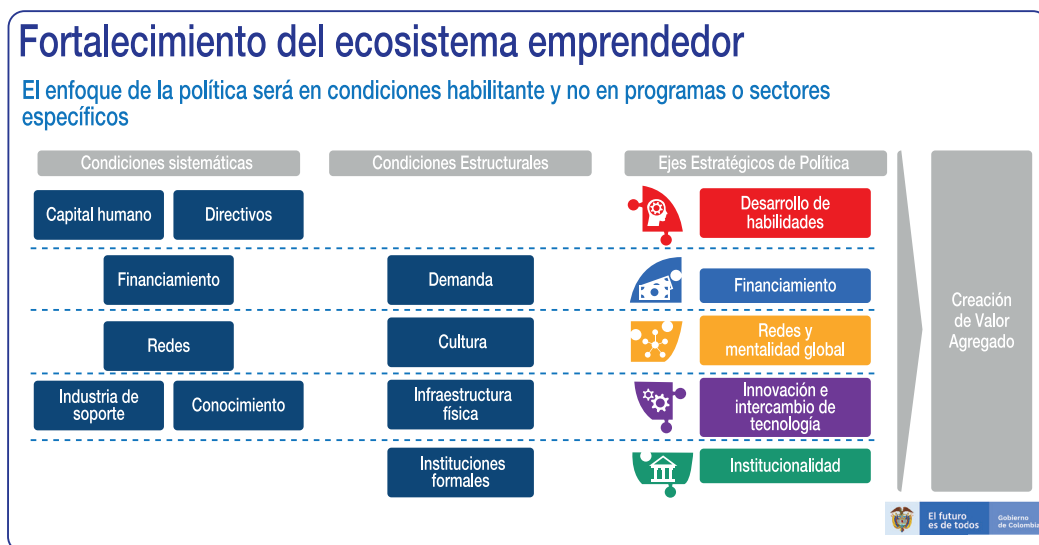 Fortalecimiento del ecosistema emprendedor
El enfoque de la política será en condiciones habilitante y no en programas o sectores
específicos
Condiciones sistemáticas
Condiciones Estructurales
Ejes Estratégicos de Política
Capital humano
Directivos
Desarrollo de
habilidades
Financiamiento
Demanda
Financiamiento
Redes
Cultura
Redes y
mentalidad global
Industria de
soporte
Conocimiento
Infraestructura
física
Innovación e
intercambio de
tecnología
Instituciones
formales
Institucionalidad
Creación
de Valor
Agregado
El futuro
es de todos
Gobierno
de Colombia